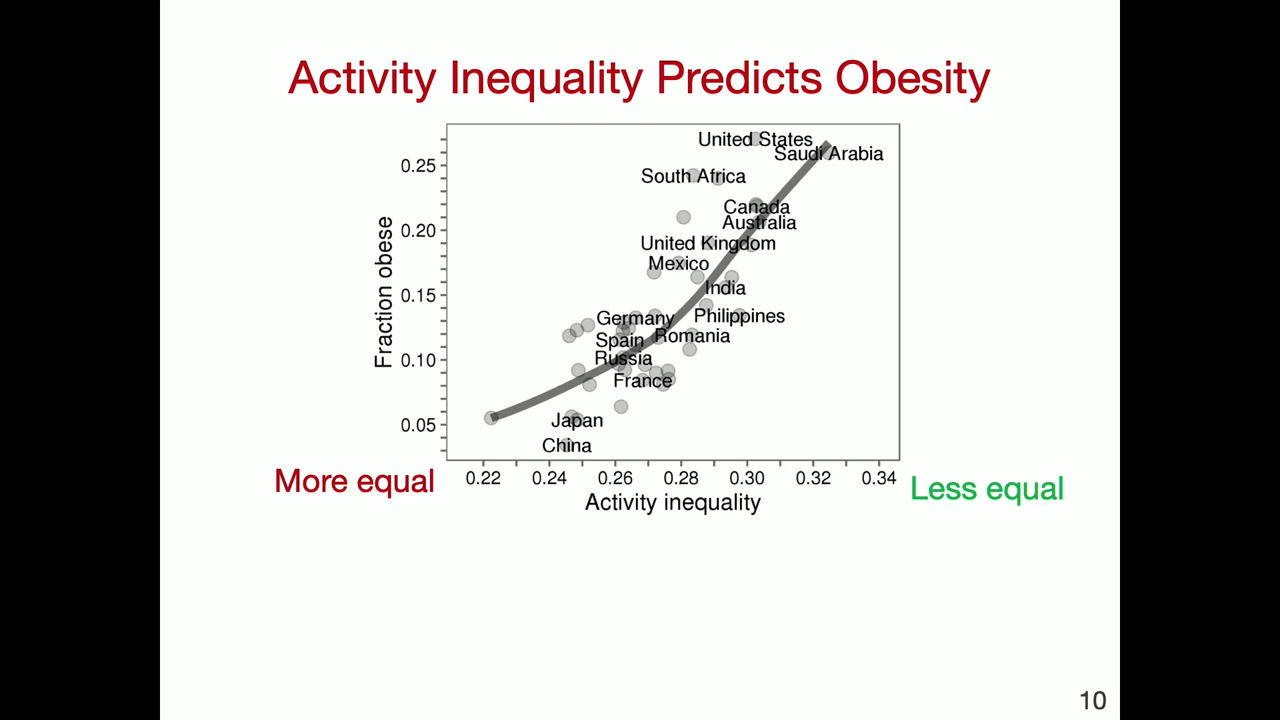 Activity Inequality Predicts Obesity
United States
Saudi Arabia
0.25
South Africa
Canada
Australia
0.20
United Kingdom
Mexico
India
0.15
Philippines
Germany
Romania
Spain
Russia
0.10
France
Japan
0.05
China
Fraction obese
More equal
0.22 0.24 0.26 0.28 0.30 0.32 0.34
Less equal
Activity inequality
10